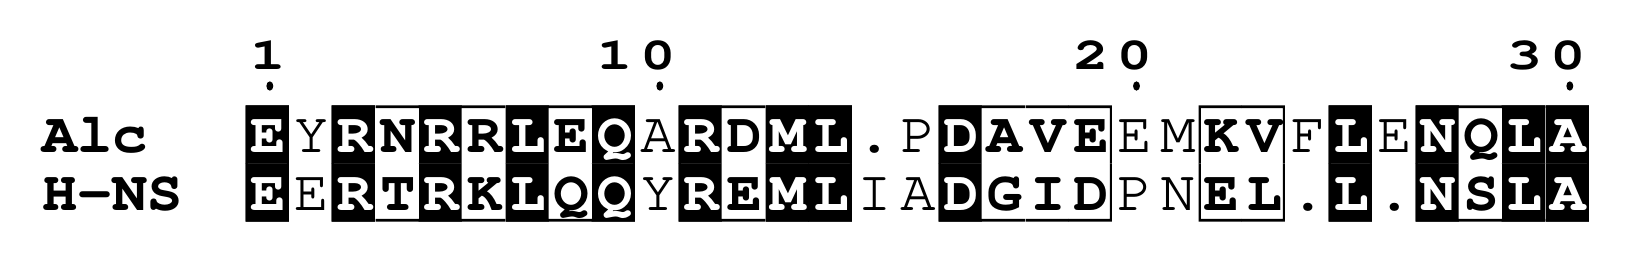 1 10 20 30
Alc EYRNRRLEQARDML.PDAVEEMKVFLENQLA
H-NS EERTRKLQQYREMLIADGIDPNEL.L.NSLA